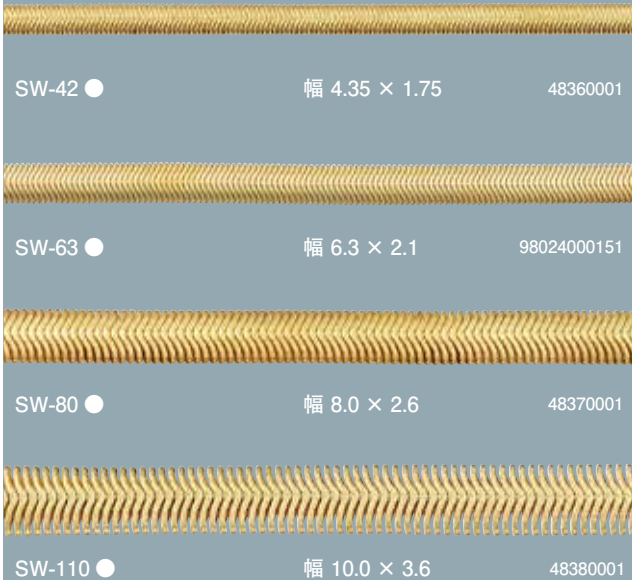 SW-42 ● 幅 4.35 × 1.75 48360001
SW-63 ● 幅 6.3 × 2.1 98024000151
SW-80 ● 幅 8.0 × 2.6 48370001
SW-110 ● 幅 10.0 × 3.6 48380001